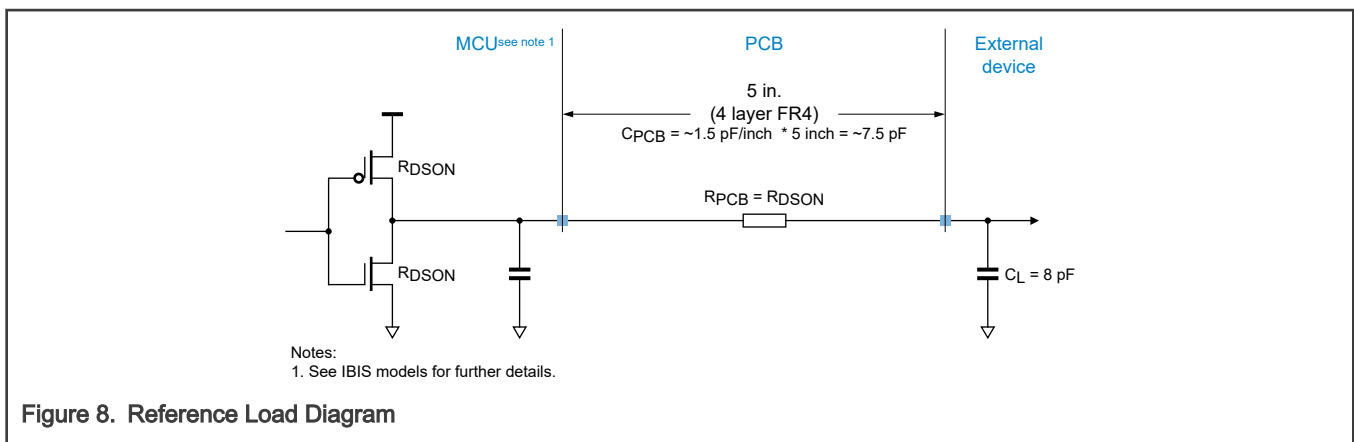 MCUsee note 1
PCB
External
device
5 in.
(4 layer FR4)
CPCB = ~1.5 pF/inch * 5 inch = ~7.5 pF
RDSON
RPCB = RDSON
RDSON
CL = 8 pF
Notes:
1. See IBIS models for further details.
Figure 8. Reference Load Diagram